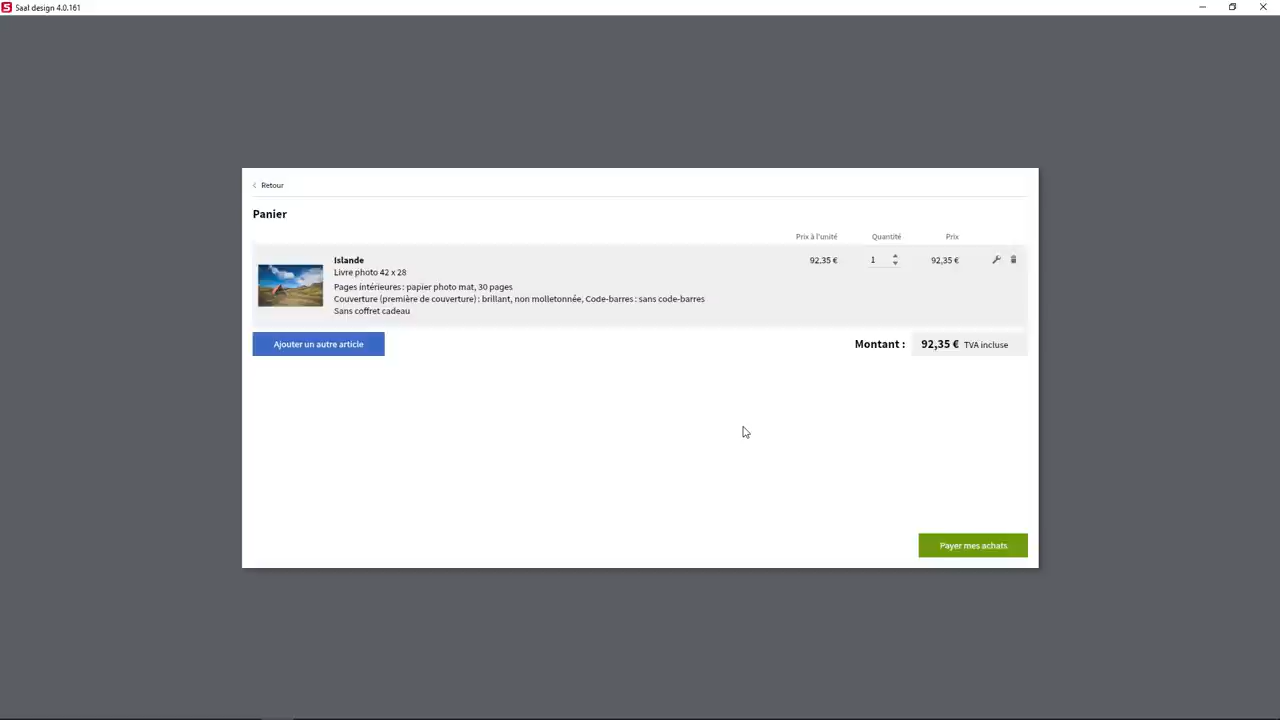 Saal design 4.0.161
Retour
Panier
Prix à l'unité Quantité Prix
Islande 92,35 € 1 92,35 €
Livre photo 42 x 28
Pages intérieures : papier photo mat, 30 pages
Couverture (première de couverture) : brillant, non molletonnée, Code-barres : sans code-barres
Sans coffret cadeau
Ajouter un autre article Montant : 92,35 € TVA incluse
Payer mes achats